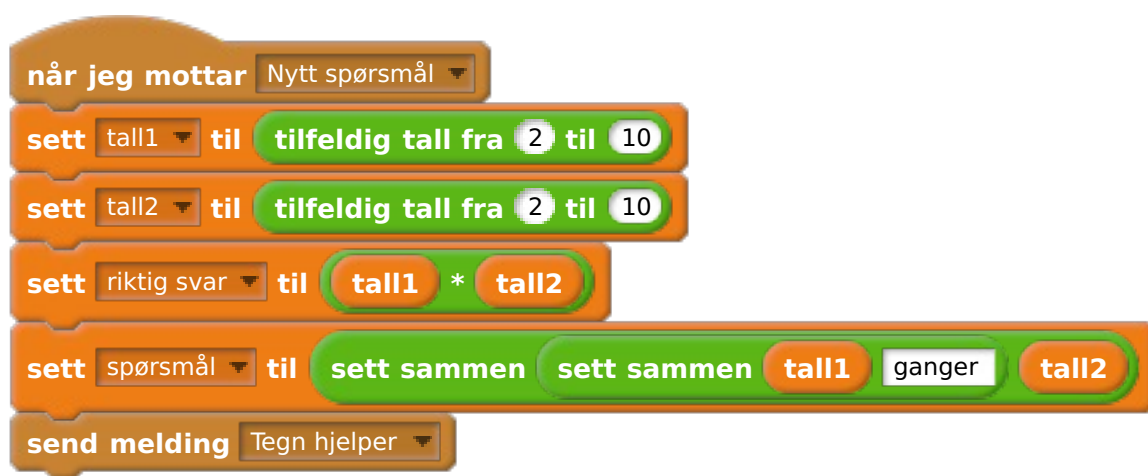 når jeg mottar Nytt spørsmål
sett tall1 til tilfeldig tall fra 2 til 10
sett tall2 til tilfeldig tall fra 2 til 10
sett riktig svar til tall1 * tall2
sett spørsmål til sett sammen sett sammen tall1 ganger tall2
send melding Tegn hjelper